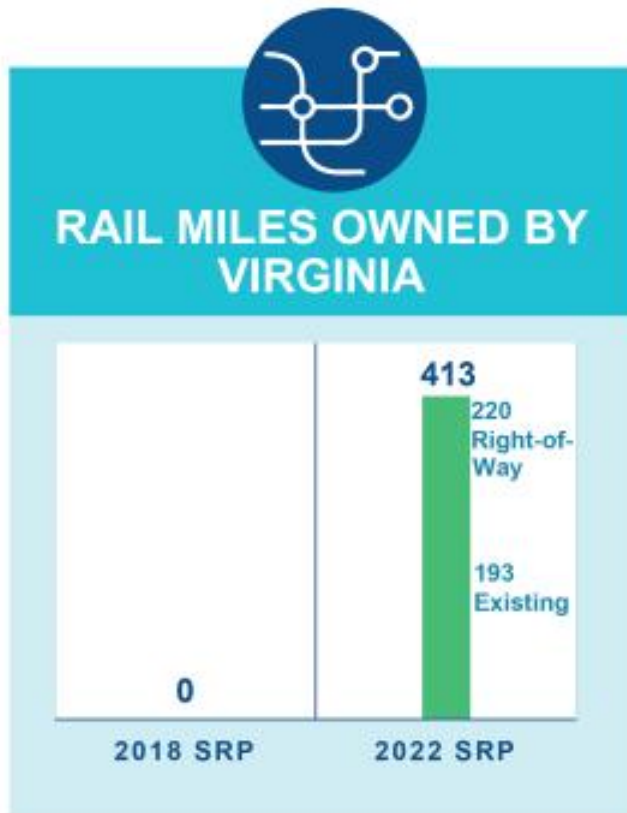 RAIL MILES OWNED BY
VIRGINIA
413
220
Right-of-
Way
193
Existing
0
2018 SRP
2022 SRP